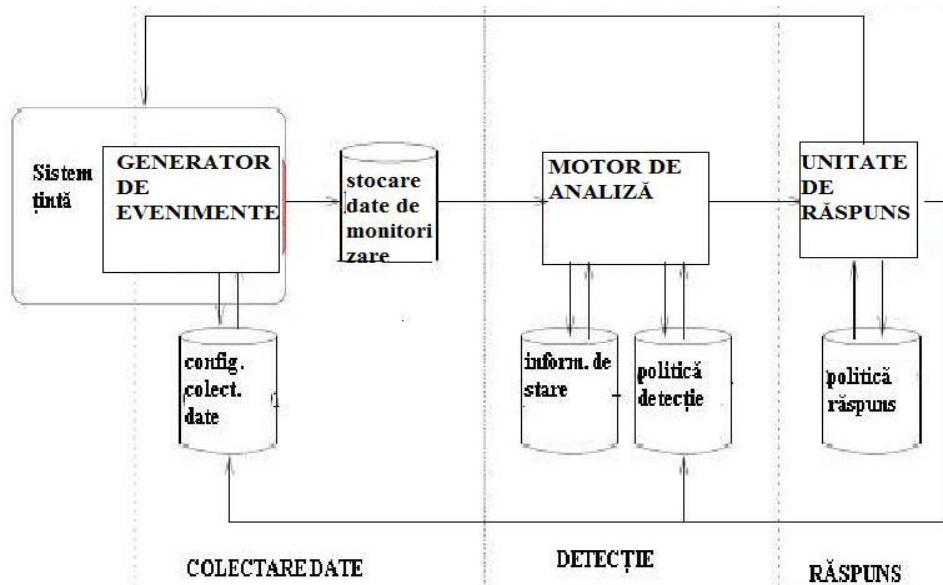 Sistem
țintă
GENERATOR
DE
EVENIMENTE
stocare
date de
monitori
zare
MOTOR DE
ANALIZĂ
UNITATE
DE
RĂSPUNS
config.
colect.
date
inform. de
stare
politică
detecție
politică
răspuns
COLECTARE DATE
DETECȚIE
RĂSPUNS